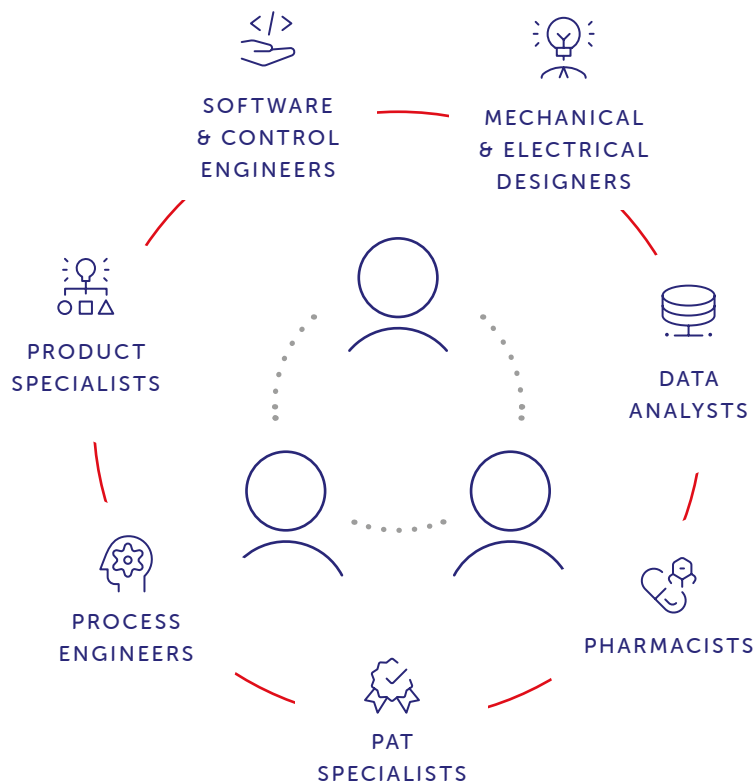 SOFTWARE
& CONTROL
ENGINEERS
MECHANICAL
& ELECTRICAL
DESIGNERS
DATA
ANALYSTS
PHARMACISTS
PAT
SPECIALISTS
PROCESS
ENGINEERS
PRODUCT
SPECIALISTS